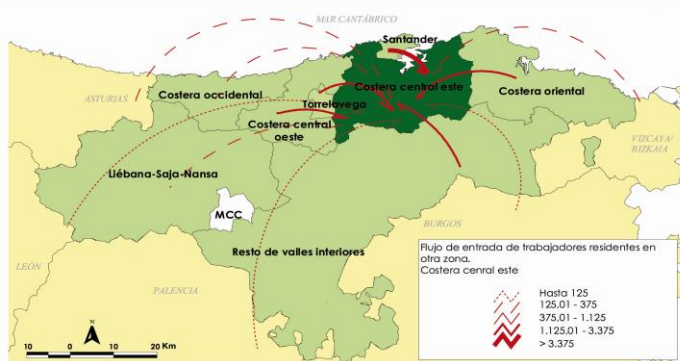 MAR CANTÁBRICO
Santander
Costera central este
ASTURIAS
Costera occidental
Costera oriental
Torrelavega
Costera central
oeste
VIZCAYA/
BIZKAIA
Liébana-Saja-Nansa
MCC
BURGOS
Resto de valles interiores
LEÓN
PALENCIA
Flujo de entrada de trabajadores residentes en
otra zona.
Costera cenral este
Hasta 125
125,01 - 375
375,01 - 1.125
1.125,01 - 3.375
> 3.375
N
10 0 10 20 Km